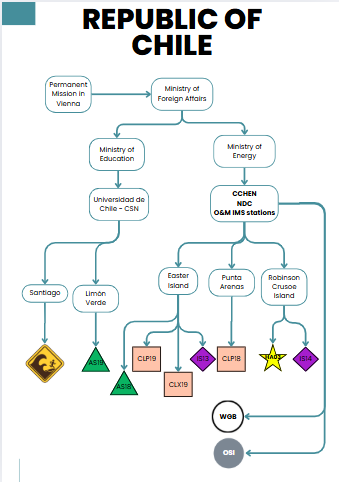 REPUBLIC OF
CHILE
Permanent
Mission in
Vienna
Ministry of
Foreign Affairs
Ministry of
Education
Ministry of
Energy
Universidad de
Chile - CSN
CCHEN
NDC
O&M IMS stations
Santiago
Limón
Verde
Easter
Island
Punta
Arenas
Robinson
Crusoe
Island
AS18
AS18
CLP19
CLX19
IS13
CLP18
HA03
IS14
WGB
OSI